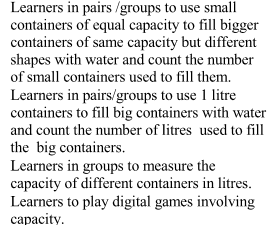 Learners in pairs /groups to use small
containers of equal capacity to fill bigger
containers of same capacity but different
shapes with water and count the number
of small containers used to fill them.
Learners in pairs/groups to use 1 litre
containers to fill big containers with water
and count the number of litres  used to fill
the  big containers.
Learners in groups to measure the
capacity of different containers in litres.
Learners to play digital games involving
capacity.